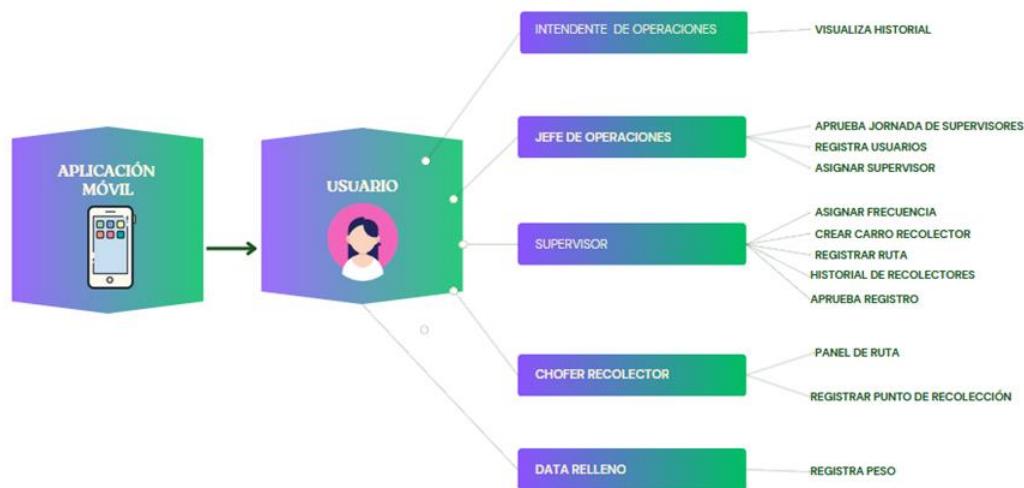 APLICACIÓN
MÓVIL
USUARIO
INTENDENTE DE OPERACIONES
VISUALIZA HISTORIAL
JEFE DE OPERACIONES
APRUEBA JORNADA DE SUPERVISORES
REGISTRA USUARIOS
ASIGNAR SUPERVISOR
SUPERVISOR
ASIGNAR FRECUENCIA
CREAR CARRO RECOLECTOR
REGISTRAR RUTA
HISTORIAL DE RECOLECTORES
APRUEBA REGISTRO
CHOFER RECOLECTOR
PANEL DE RUTA
REGISTRAR PUNTO DE RECOLECCIÓN
DATA RELLENO
REGISTRA PESO